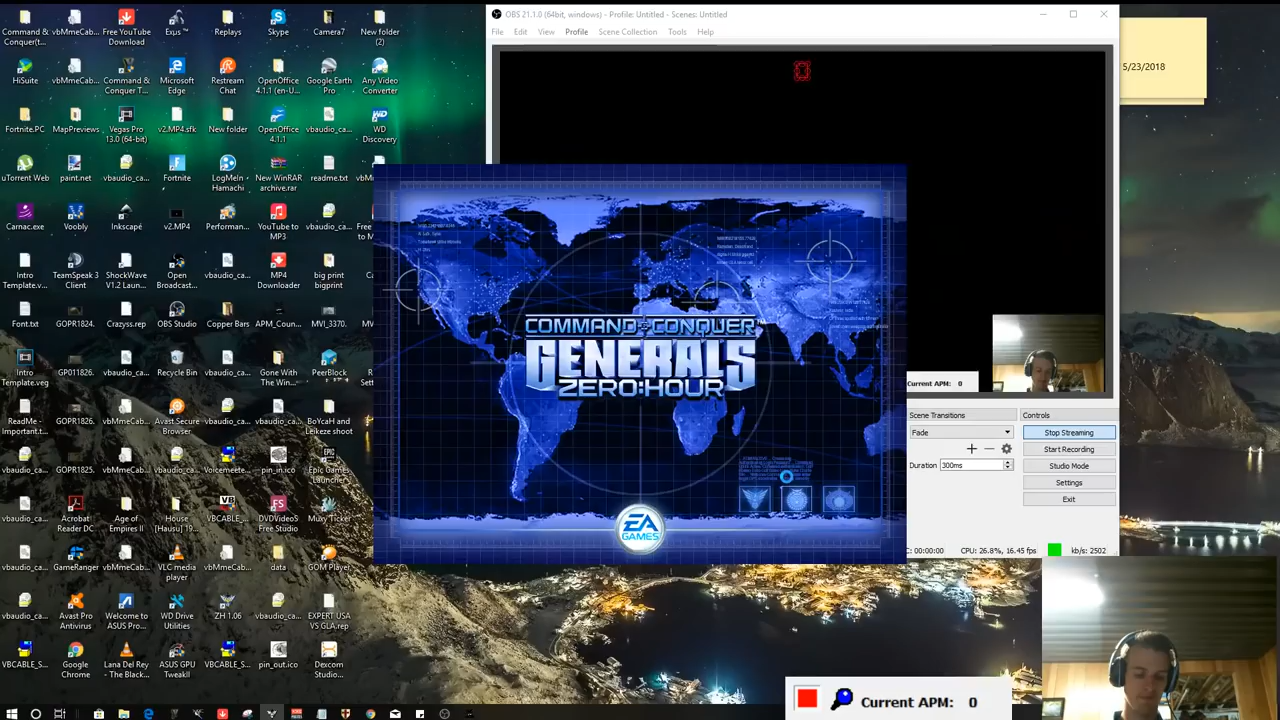 Command & Conquer(t...
vbMmeCab...
Free YouTube Download
Exµs ™
Replays
Skype
Camera7
New folder (2)
HiSuite
vbMmeCab...
Command & Conquer T...
Microsoft Edge
Restream Chat
OpenOffice 4.1.1 (en-U...
Google Earth Pro
Any Video Converter
Fortnite.PC
MapPreviews
Vegas Pro 13.0 (64-bit)
v2.MP4.sfk
New folder
OpenOffice 4.1.1
vbaudio_ca...
WD Discovery
uTorrent Web
paint.net
vbaudio_ca...
Fortnite
LogMeIn Hamachi
New WinRAR archive.rar
readme.txt
Carnac.exe
Voobly
Inkscape
v2.MP4
Performan...
YouTube to MP3
vbaudio_ca...
Intro Template...
TeamSpeak 3 Client
ShockWave V1.2 Laun...
Open Broadcas...
vbaudio_ca...
MP4 Downloader
big print bigprint
Font.txt
GOPR1824...
Crazyss.rep
OBS Studio
Copper Bars
APM_Coun...
MVI_3370...
Intro Template.veg
GP011826...
vbaudio_ca...
Recycle Bin
Gone With The Win...
PeerBlock
ReadMe - Important.t...
GOPR1826...
vbMmeCab...
Avast Secure Browser
vbMmeCab...
vbaudio_ca...
BoYcaH and Leikeze shoot
vbaudio_ca...
GOPR1825...
vbMmeCab...
vbaudio_ca...
Voicemeete...
pin_in.ico
Epic Games Launcher
vbaudio_ca...
Acrobat Reader DC
Age of Empires II
House [Hausu] '19...
VBCABLE_S...
DVDVideoS Free Studio
Muxy Ticker
vbaudio_ca...
GameRanger
vbaudio_ca...
VLC media player
vbaudio_ca...
data
GOM Player
vbaudio_ca...
Avast Pro Antivirus
Welcome to ASUS Pro...
WD Drive Utilities
ZH 1.06
vbaudio_ca...
EXPERT USA VS GLA.rep
VBCABLE_S...
Google Chrome
Lana Del Rey - The Black...
ASUS GPU TweakII
VBCABLE_S...
pin_out.ico
Dexcom Studio...
OBS 21.1.0 (64bit, windows) - Profile: Untitled - Scenes: Untitled
File Edit View Profile Scene Collection Tools Help
0
5/23/2018
COMMAND & CONQUER™
GENERALS
ZERO:HOUR
EA GAMES
Current APM: 0
Scene Transitions
Controls
Fade
Stop Streaming
Start Recording
Duration 300ms
Studio Mode
Settings
Exit
C: 00:00:00
CPU: 26.8%, 16.45 fps
kb/s: 2502
Current APM: 0